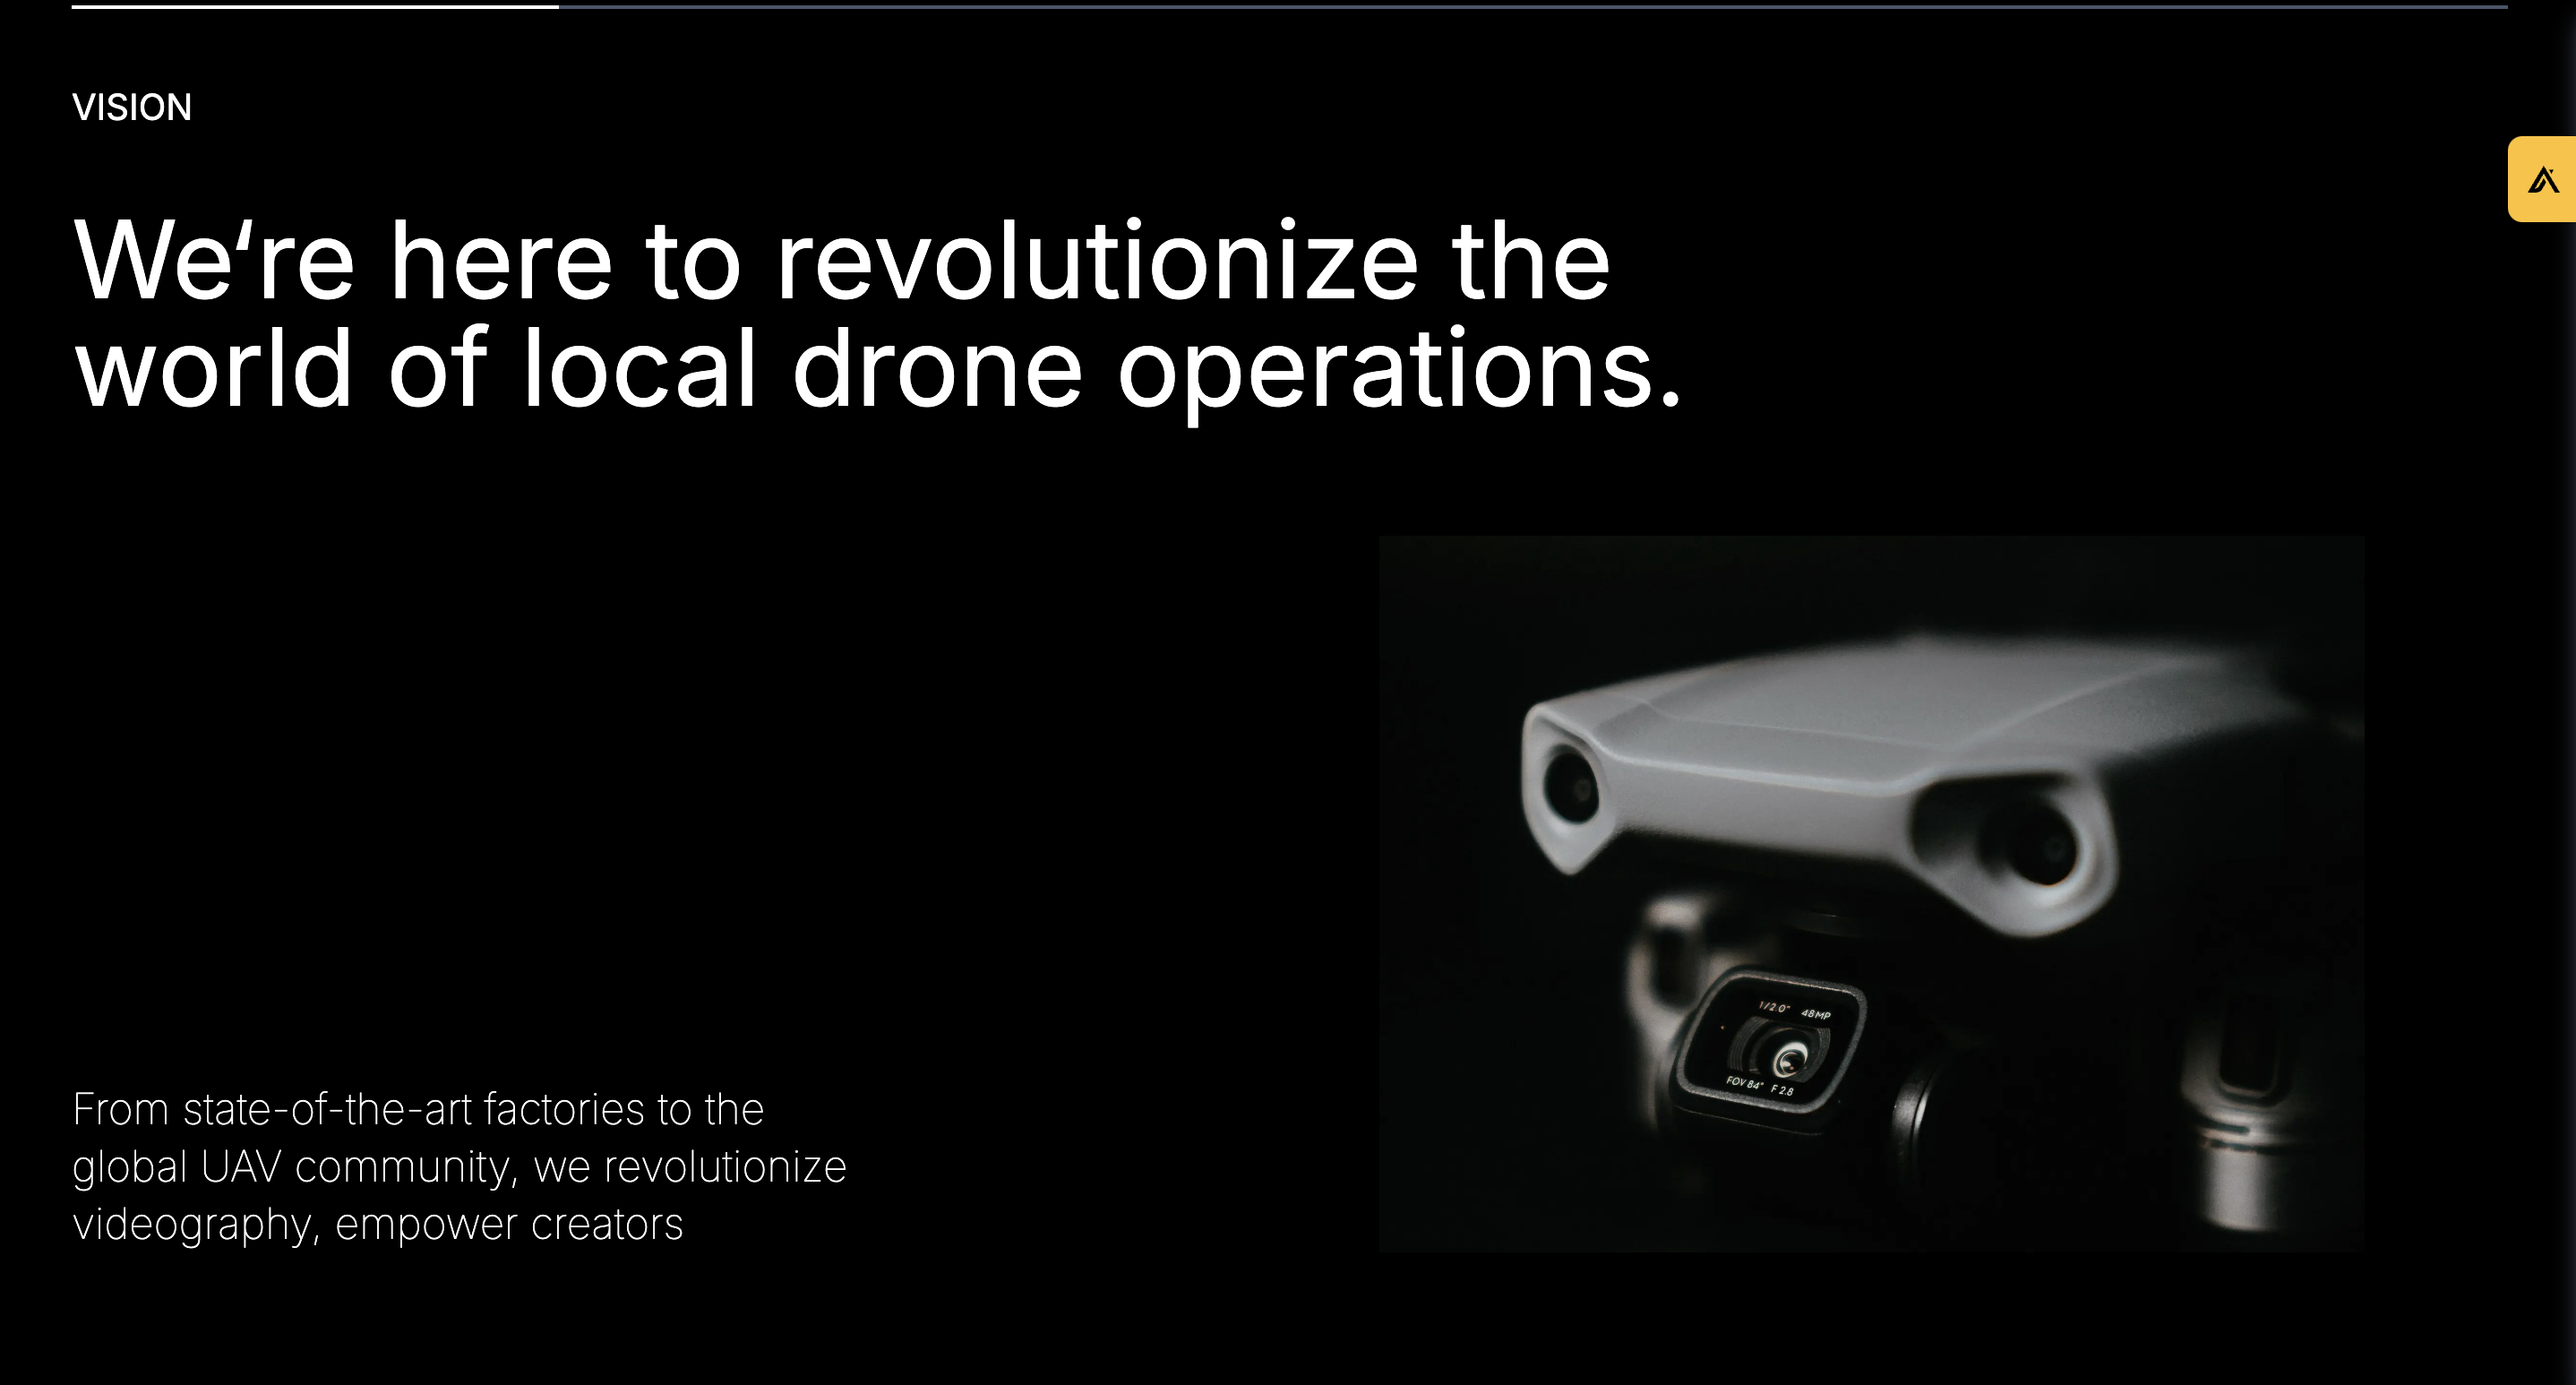 VISION
We‘re here to revolutionize the
world of local drone operations.
1/2.0" 48MP
FOV 84° F 2.8
From state-of-the-art factories to the
global UAV community, we revolutionize
videography, empower creators